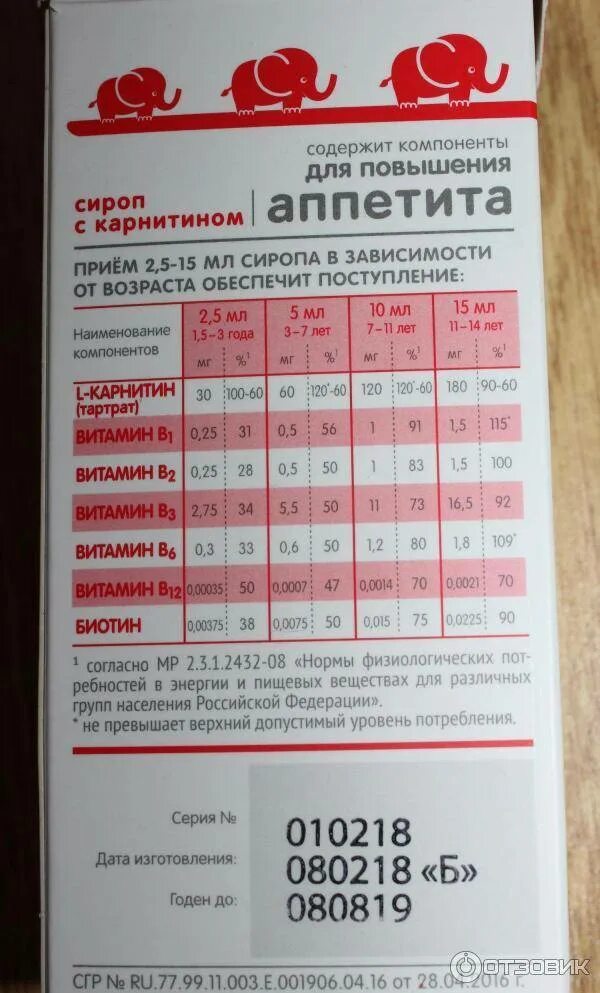 содержит компоненты
для повышения
сироп
с карнитином
аппетита
ПРИЁМ 2,5-15 МЛ СИРОПА В ЗАВИСИМОСТИ
ОТ ВОЗРАСТА ОБЕСПЕЧИТ ПОСТУПЛЕНИЕ:
Наименование компонентов 2,5 мл 5 мл 10 мл 15 мл
1,5–3 года 3–7 лет 7–11 лет 11–14 лет
мг %¹ мг %¹ мг %¹ мг %¹
L-КАРНИТИН (тартрат) 30 100-60 60 120*-60 120 120*-60 180 90-60
ВИТАМИН B1 0,25 31 0,5 56 1 91 1,5 115*
ВИТАМИН B2 0,25 28 0,5 50 1 83 1,5 100
ВИТАМИН B3 2,75 34 5,5 50 11 73 16,5 92
ВИТАМИН B6 0,3 33 0,6 50 1,2 80 1,8 109*
ВИТАМИН B12 0,00035 50 0,0007 47 0,0014 70 0,0021 70
БИОТИН 0,00375 38 0,0075 50 0,015 75 0,0225 90
¹ согласно МР 2.3.1.2432-08 «Нормы физиологических пот-
ребностей в энергии и пищевых веществах для различных
групп населения Российской Федерации».
* не превышает верхний допустимый уровень потребления.
Серия № 010218
Дата изготовления: 080218 «Б»
Годен до: 080819
СГР № RU.77.99.11.003.Е.001906.04.16 от 28.04.2016 г.
ОТЗОВИК